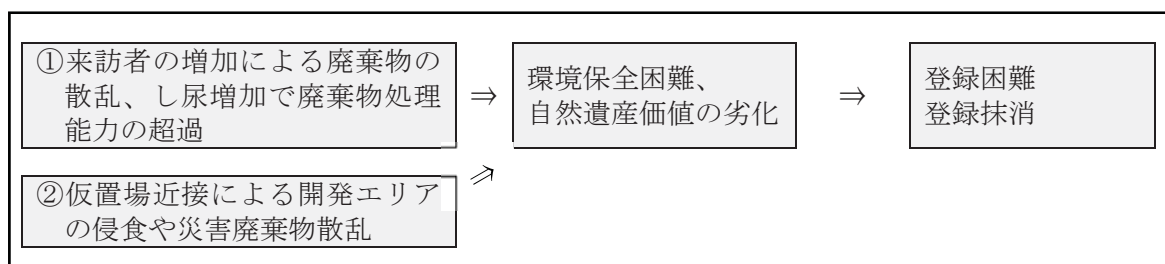 ①来訪者の増加による廃棄物の
散乱、し尿増加で廃棄物処理
能力の超過
⇒
環境保全困難、
自然遺産価値の劣化
⇒
登録困難
登録抹消
②仮置場近接による開発エリア
の侵食や災害廃棄物散乱
⇒